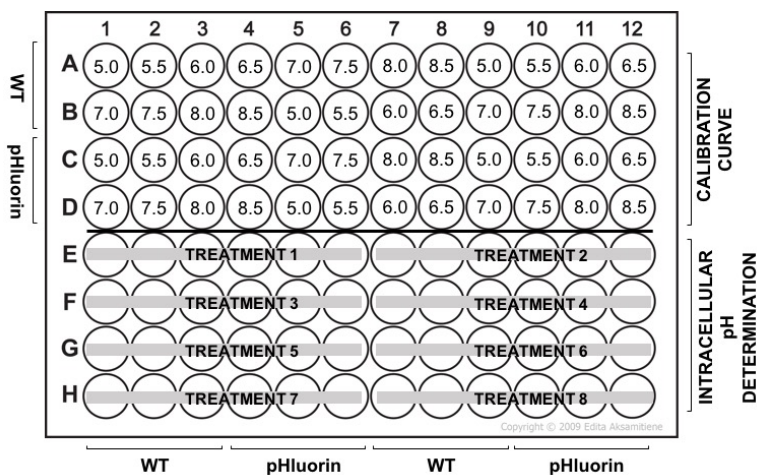 1 2 3 4 5 6 7 8 9 10 11 12
A 5.0 5.5 6.0 6.5 7.0 7.5 8.0 8.5 5.0 5.5 6.0 6.5
B 7.0 7.5 8.0 8.5 5.0 5.5 6.0 6.5 7.0 7.5 8.0 8.5
C 5.0 5.5 6.0 6.5 7.0 7.5 8.0 8.5 5.0 5.5 6.0 6.5
D 7.0 7.5 8.0 8.5 5.0 5.5 6.0 6.5 7.0 7.5 8.0 8.5
E TREATMENT 1 TREATMENT 2
F TREATMENT 3 TREATMENT 4
G TREATMENT 5 TREATMENT 6
H TREATMENT 7 TREATMENT 8
Copyright © 2009 Edita Aksamitiene
WT pHluorin WT pHluorin
WT
pHluorin
CALIBRATION
CURVE
INTRACELLULAR
pH
DETERMINATION